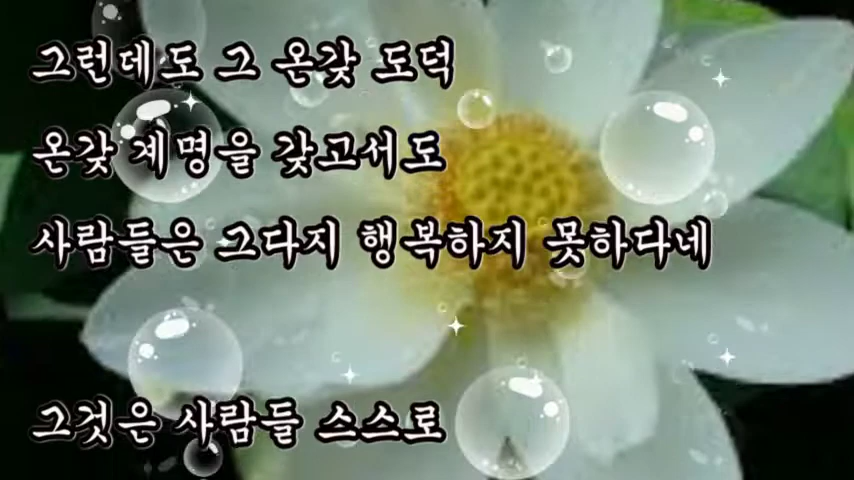 그런데도 그 온갖 도덕
온갖 계명을 갖고서도
사람들은 그다지 행복하지 못하다네
그것은 사람들 스스로